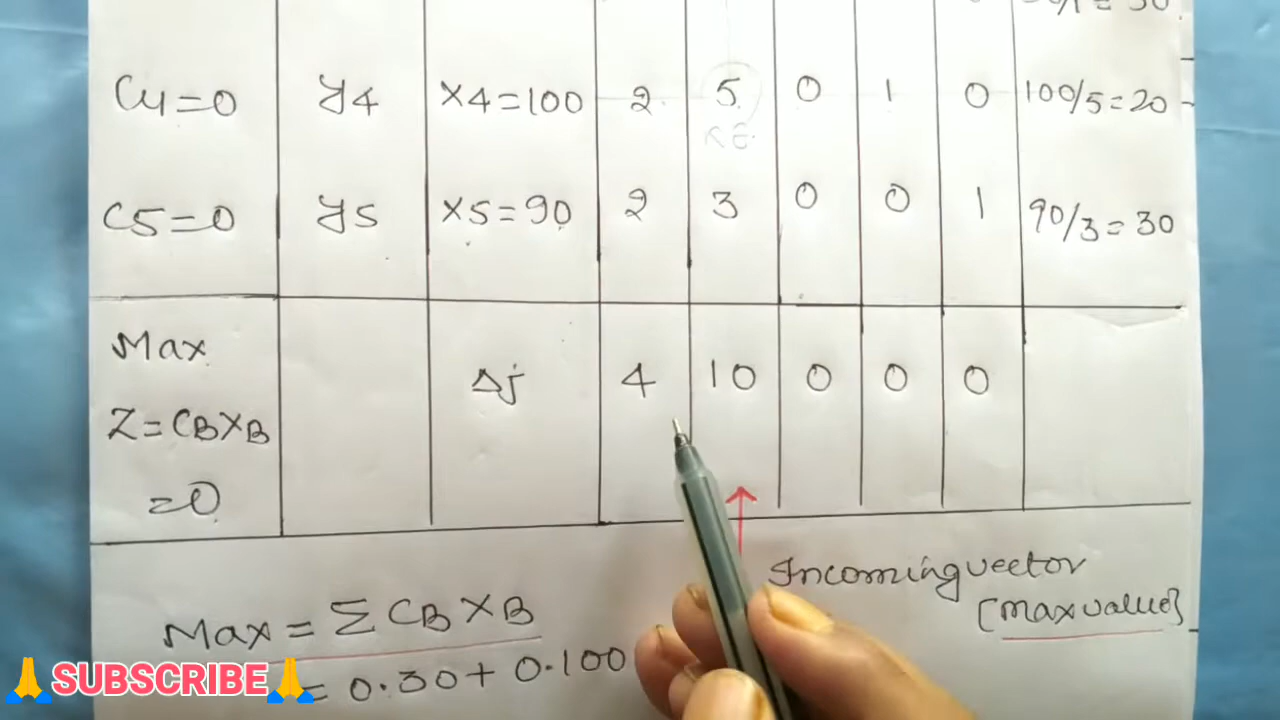 C4=0 y4 x4=100 2 5 0 1 0 100/5=20
C5=0 y5 x5=90 2 3 0 0 1 90/3=30
Max
Z=CBXB
=0
Δj 4 10 0 0 0
Incoming vector
[max value]
Max = Σ CB XB
= 0.30 + 0.100
🙏SUBSCRIBE🙏